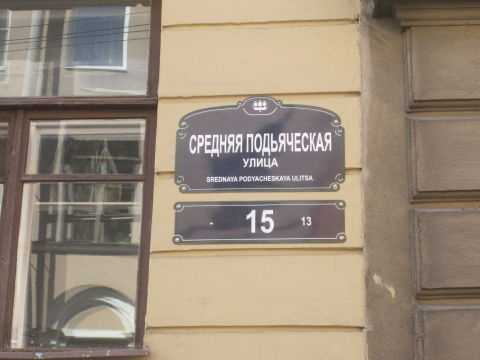 СРЕДНЯЯ ПОДЬЯЧЕСКАЯ
УЛИЦА
SREDNAYA PODYACHESKAYA ULITSA
15 13